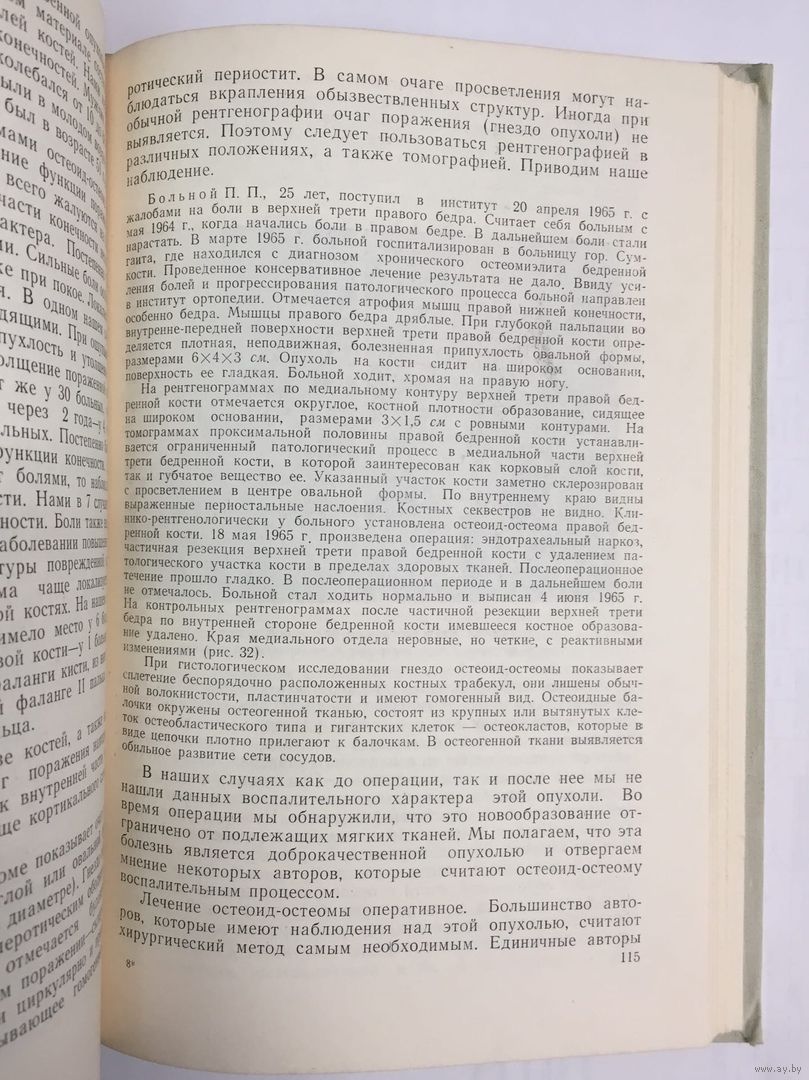 ротический периостит. В самом очаге просветления могут на-
блюдаться вкрапления обызвествленных структур. Иногда при
обычной рентгенографии очаг поражения (гнездо опухоли) не
выявляется. Поэтому следует пользоваться рентгенографией в
различных положениях, а также томографией. Приводим наше
наблюдение.
Больной П. П., 25 лет, поступил в институт 20 апреля 1965 г. с
жалобами на боли в верхней трети правого бедра. Считает себя больным с
мая 1964 г., когда начались боли в правом бедре. В дальнейшем боли стали
нарастать. В марте 1965 г. больной госпитализирован в больницу гор. Сум-
гаита, где находился с диагнозом хронического остеомиэлита бедренной
кости. Проведенное консервативное лечение результата не дало. Ввиду уси-
ления болей и прогрессирования патологического процесса больной направлен
в институт ортопедии. Отмечается атрофия мышц правой нижней конечности,
особенно бедра. Мышцы правого бедра дряблые. При глубокой пальпации во
внутренне-передней поверхности верхней трети правой бедренной кости опре-
деляется плотная, неподвижная, болезненная припухлость овальной формы,
размерами 6×4×3 см. Опухоль на кости сидит на широком основании,
поверхность ее гладкая. Больной ходит, хромая на правую ногу.
На рентгенограммах по медиальному контуру верхней трети правой бед-
ренной кости отмечается округлое, костной плотности образование, сидящее
на широком основании, размерами 3×1,5 см с ровными контурами. На
томограммах проксимальной половины правой бедренной кости устанавли-
вается ограниченный патологический процесс в медиальной части верхней
трети бедренной кости, в которой заинтересован как корковый слой кости,
так и губчатое вещество ее. Указанный участок кости заметно склерозирован
с просветлением в центре овальной формы. По внутреннему краю видны
выраженные периостальные наслоения. Костных секвестров не видно. Кли-
нико-рентгенологически у больного установлена остеоид-остеома правой бед-
ренной кости. 18 мая 1965 г. произведена операция: эндотрахеальный наркоз,
частичная резекция верхней трети правой бедренной кости с удалением па-
тологического участка кости в пределах здоровых тканей. Послеоперационное
течение прошло гладко. В послеоперационном периоде и в дальнейшем боли
не отмечалось. Больной стал ходить нормально и выписан 4 июня 1965 г.
На контрольных рентгенограммах после частичной резекции верхней трети
бедра по внутренней стороне бедренной кости имевшееся костное образова-
ние удалено. Края медиального отдела неровные, но четкие, с реактивными
изменениями (рис. 32).
При гистологическом исследовании гнездо остеоид-остеомы показывает
сплетение беспорядочно расположенных костных трабекул, они лишены обыч-
ной волокнистости, пластинчатости и имеют гомогенный вид. Остеоидные ба-
лочки окружены остеогенной тканью, состоят из крупных или вытянутых кле-
ток остеобластического типа и гигантских клеток — остеокластов, которые в
виде цепочки плотно прилегают к балочкам. В остеогенной ткани выявляется
обильное развитие сети сосудов.
В наших случаях как до операции, так и после нее мы не
нашли данных воспалительного характера этой опухоли. Во
время операции мы обнаружили, что это новообразование от-
граничено от подлежащих мягких тканей. Мы полагаем, что эта
болезнь является доброкачественной опухолью и отвергаем
мнение некоторых авторов, которые считают остеоид-остеому
воспалительным процессом.
Лечение остеоид-остеомы оперативное. Большинство авто-
ров, которые имеют наблюдения над этой опухолью, считают
хирургический метод самым необходимым. Единичные авторы
8*
115
www.ay.by